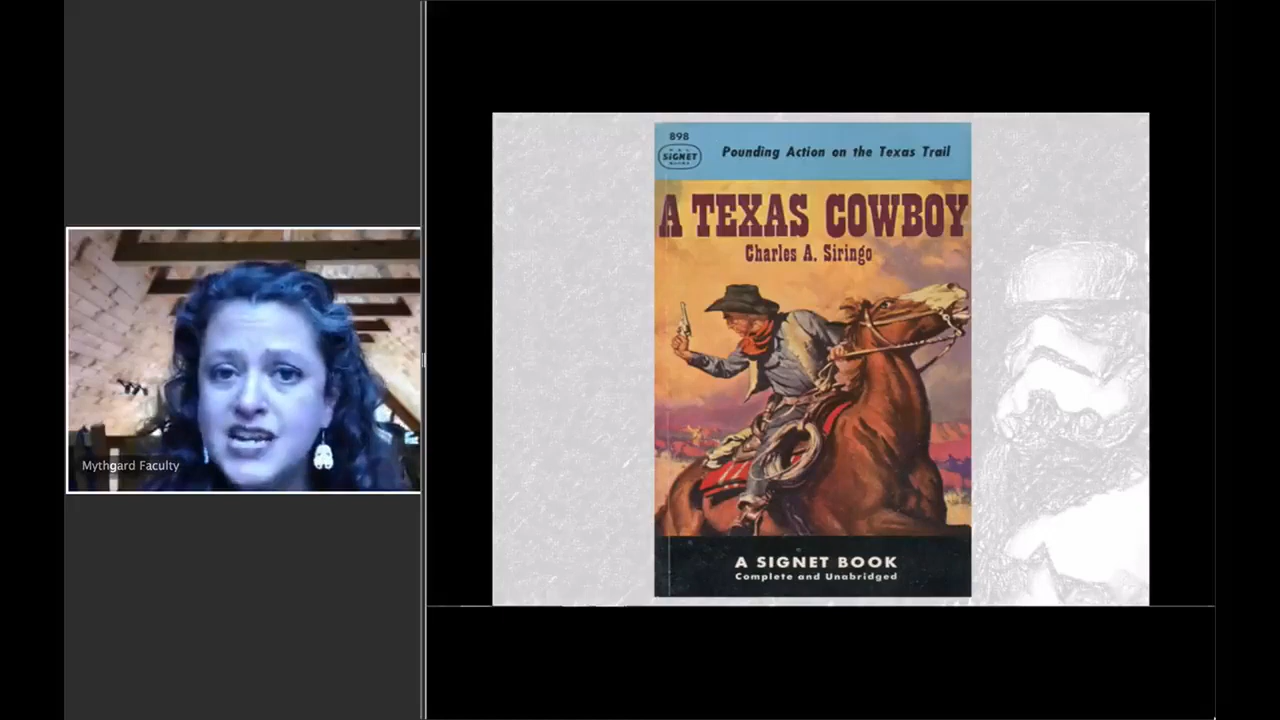 Mythgard Faculty
898
SIGNET
BOOKS
Pounding Action on the Texas Trail
A TEXAS COWBOY
Charles A. Siringo
A SIGNET BOOK
Complete and Unabridged